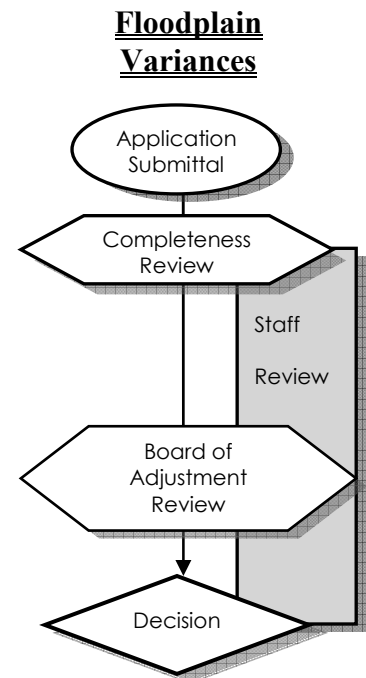 Floodplain
Variances
Application
Submittal
Completeness
Review
Staff
Review
Board of
Adjustment
Review
Decision